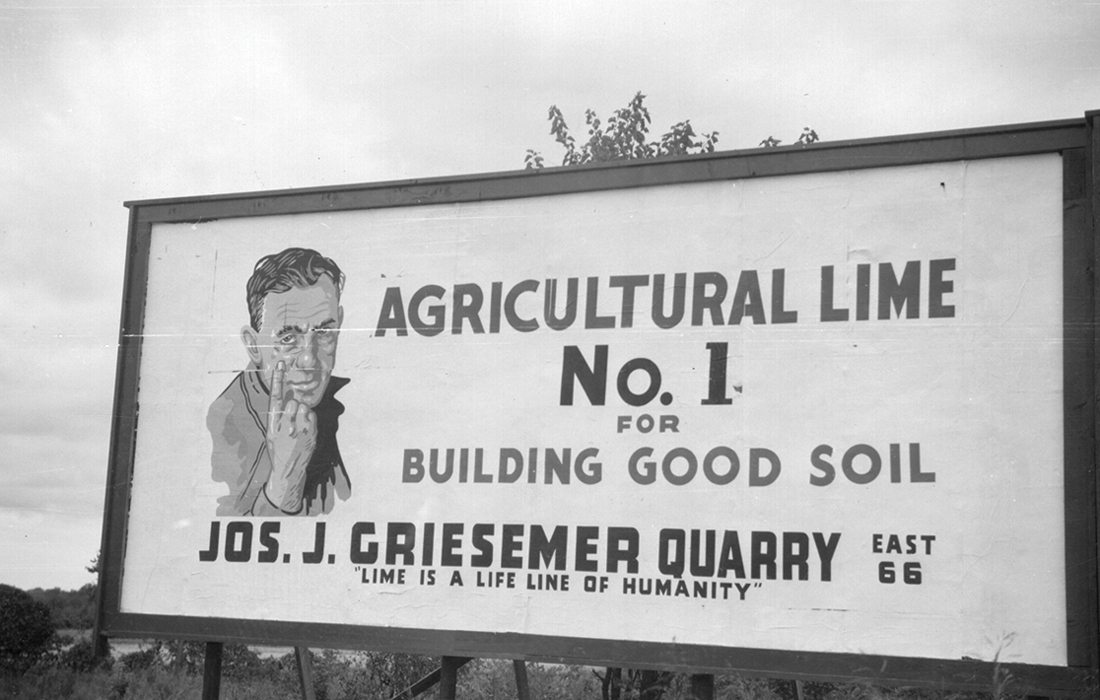 AGRICULTURAL LIME
No. 1
FOR
BUILDING GOOD SOIL
JOS. J. GRIESEMER QUARRY EAST 66
"LIME IS A LIFE LINE OF HUMANITY"